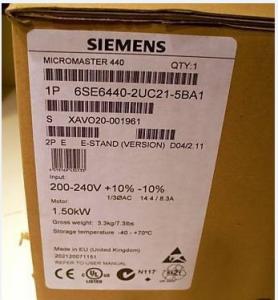 SIEMENS
MICROMASTER 440 QTY:1
1P 6SE6440-2UC21-5BA1
S XAVO20-001961
2P E E-STAND (VERSION) D04/2.11
Input:
200-240V +10% -10%
1/3ØAC 14.4 / 8.3A
Motor:
1.50kW
Gross weight: 3.3kg/7.3lbs
Storage temperature -40 - +70°C
Made in EU (United Kingdom)
202120071151
REFER TO USER MANUAL
N117